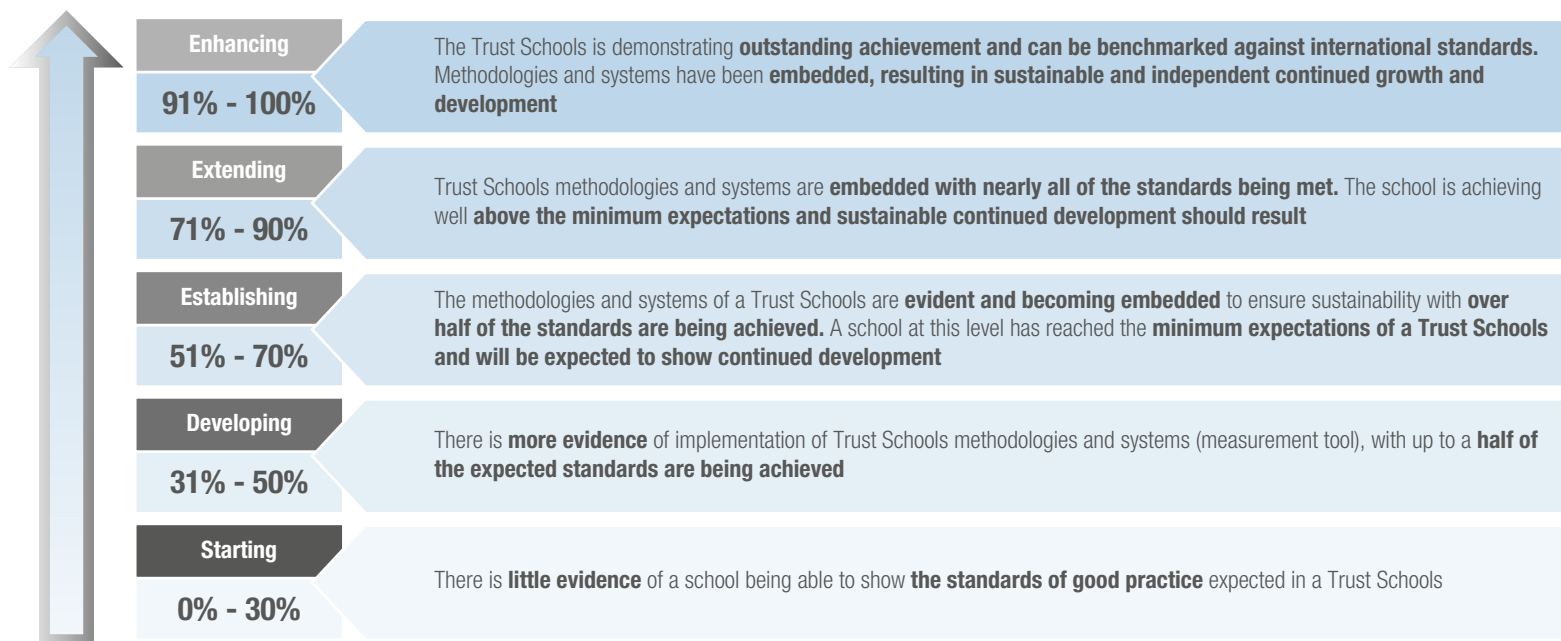 Enhancing
91% - 100%
The Trust Schools is demonstrating outstanding achievement and can be benchmarked against international standards.
Methodologies and systems have been embedded, resulting in sustainable and independent continued growth and
development
Extending
71% - 90%
Trust Schools methodologies and systems are embedded with nearly all of the standards being met. The school is achieving
well above the minimum expectations and sustainable continued development should result
Establishing
51% - 70%
The methodologies and systems of a Trust Schools are evident and becoming embedded to ensure sustainability with over
half of the standards are being achieved. A school at this level has reached the minimum expectations of a Trust Schools
and will be expected to show continued development
Developing
31% - 50%
There is more evidence of implementation of Trust Schools methodologies and systems (measurement tool), with up to a half of
the expected standards are being achieved
Starting
0% - 30%
There is little evidence of a school being able to show the standards of good practice expected in a Trust Schools